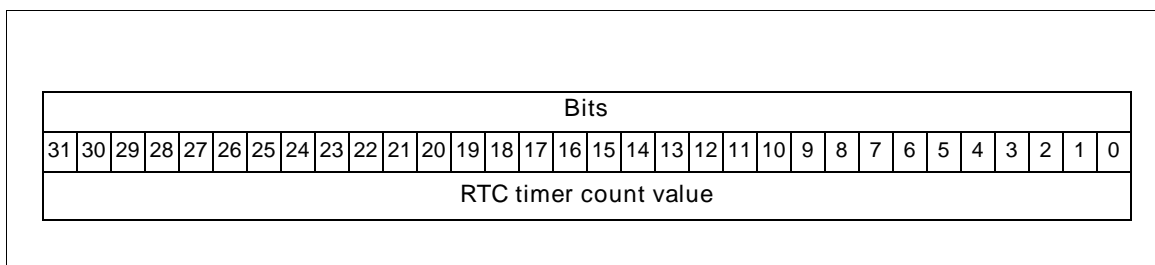 Bits
31 30 29 28 27 26 25 24 23 22 21 20 19 18 17 16 15 14 13 12 11 10 9 8 7 6 5 4 3 2 1 0
RTC timer count value